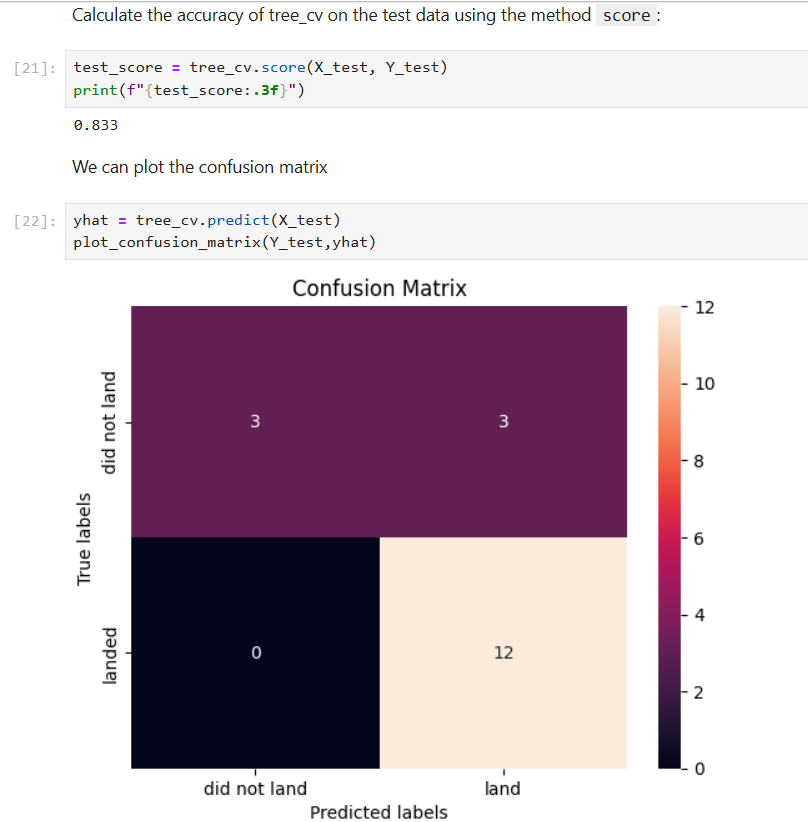 Calculate the accuracy of tree_cv on the test data using the method score :
[21]: test_score = tree_cv.score(X_test, Y_test)
print(f"{test_score:.3f}")
0.833
We can plot the confusion matrix
[22]: yhat = tree_cv.predict(X_test)
plot_confusion_matrix(Y_test,yhat)
Confusion Matrix
12
10
8
6
4
2
0
True labels
did not land
landed
3 3
0 12
did not land land
Predicted labels